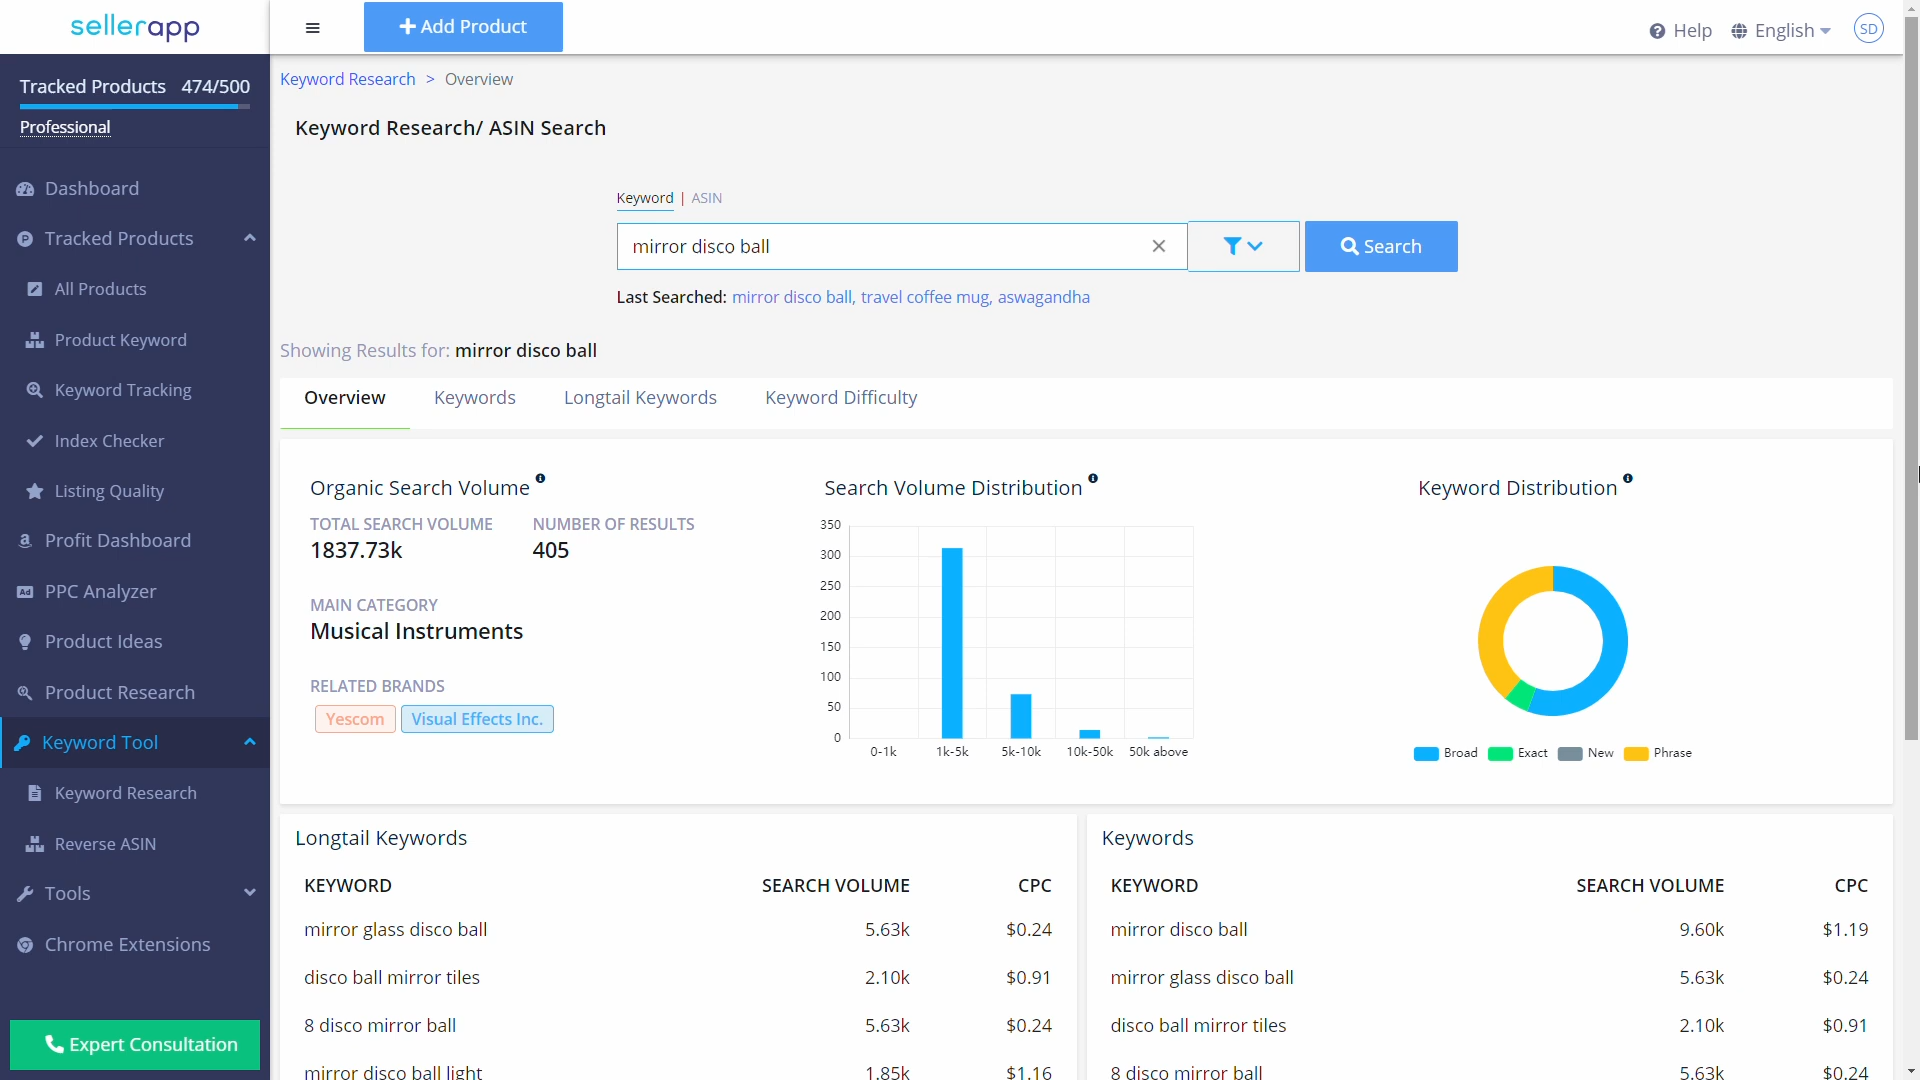 sellerapp
Add Product
Help
English
SD
Tracked Products 474/500
Professional
Dashboard
Tracked Products
All Products
Product Keyword
Keyword Tracking
Index Checker
Listing Quality
Profit Dashboard
PPC Analyzer
Product Ideas
Product Research
Keyword Tool
Keyword Research
Reverse ASIN
Tools
Chrome Extensions
Expert Consultation
Keyword Research > Overview
Keyword Research/ ASIN Search
Keyword | ASIN
mirror disco ball
Search
Last Searched: mirror disco ball, travel coffee mug, aswagandha
Showing Results for: mirror disco ball
Overview Keywords Longtail Keywords Keyword Difficulty
Organic Search Volume
TOTAL SEARCH VOLUME NUMBER OF RESULTS
1837.73k 405
MAIN CATEGORY
Musical Instruments
RELATED BRANDS
Yescom Visual Effects Inc.
Search Volume Distribution
350
300
250
200
150
100
50
0
0-1k 1k-5k 5k-10k 10k-50k 50k above
Keyword Distribution
Broad Exact New Phrase
Longtail Keywords
KEYWORD SEARCH VOLUME CPC
mirror glass disco ball 5.63k $0.24
disco ball mirror tiles 2.10k $0.91
8 disco mirror ball 5.63k $0.24
mirror disco ball light 1.85k $1.16
Keywords
KEYWORD SEARCH VOLUME CPC
mirror disco ball 9.60k $1.19
mirror glass disco ball 5.63k $0.24
disco ball mirror tiles 2.10k $0.91
8 disco mirror ball 5.63k $0.24